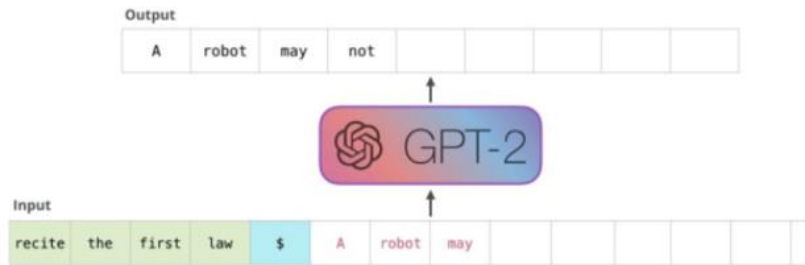 Output
A robot may not
GPT-2
Input
recite the first law $ A robot may